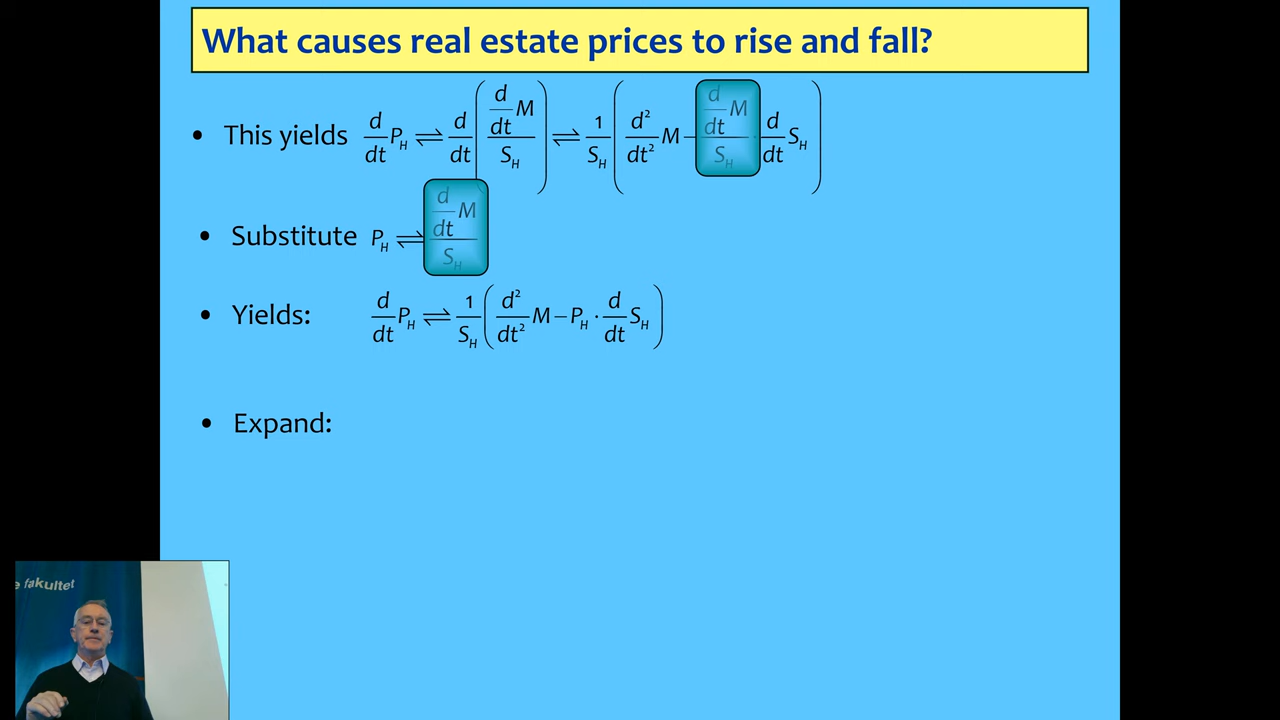 What causes real estate prices to rise and fall?
• This yields d/dt P_H ⇌ d/dt ( (d/dt M) / S_H ) ⇌ 1/S_H ( d²/dt² M − (d/dt M) / S_H · d/dt S_H )
• Substitute P_H ⇌ (d/dt M) / S_H
• Yields: d/dt P_H ⇌ 1/S_H ( d²/dt² M − P_H · d/dt S_H )
• Expand:
e fakultet